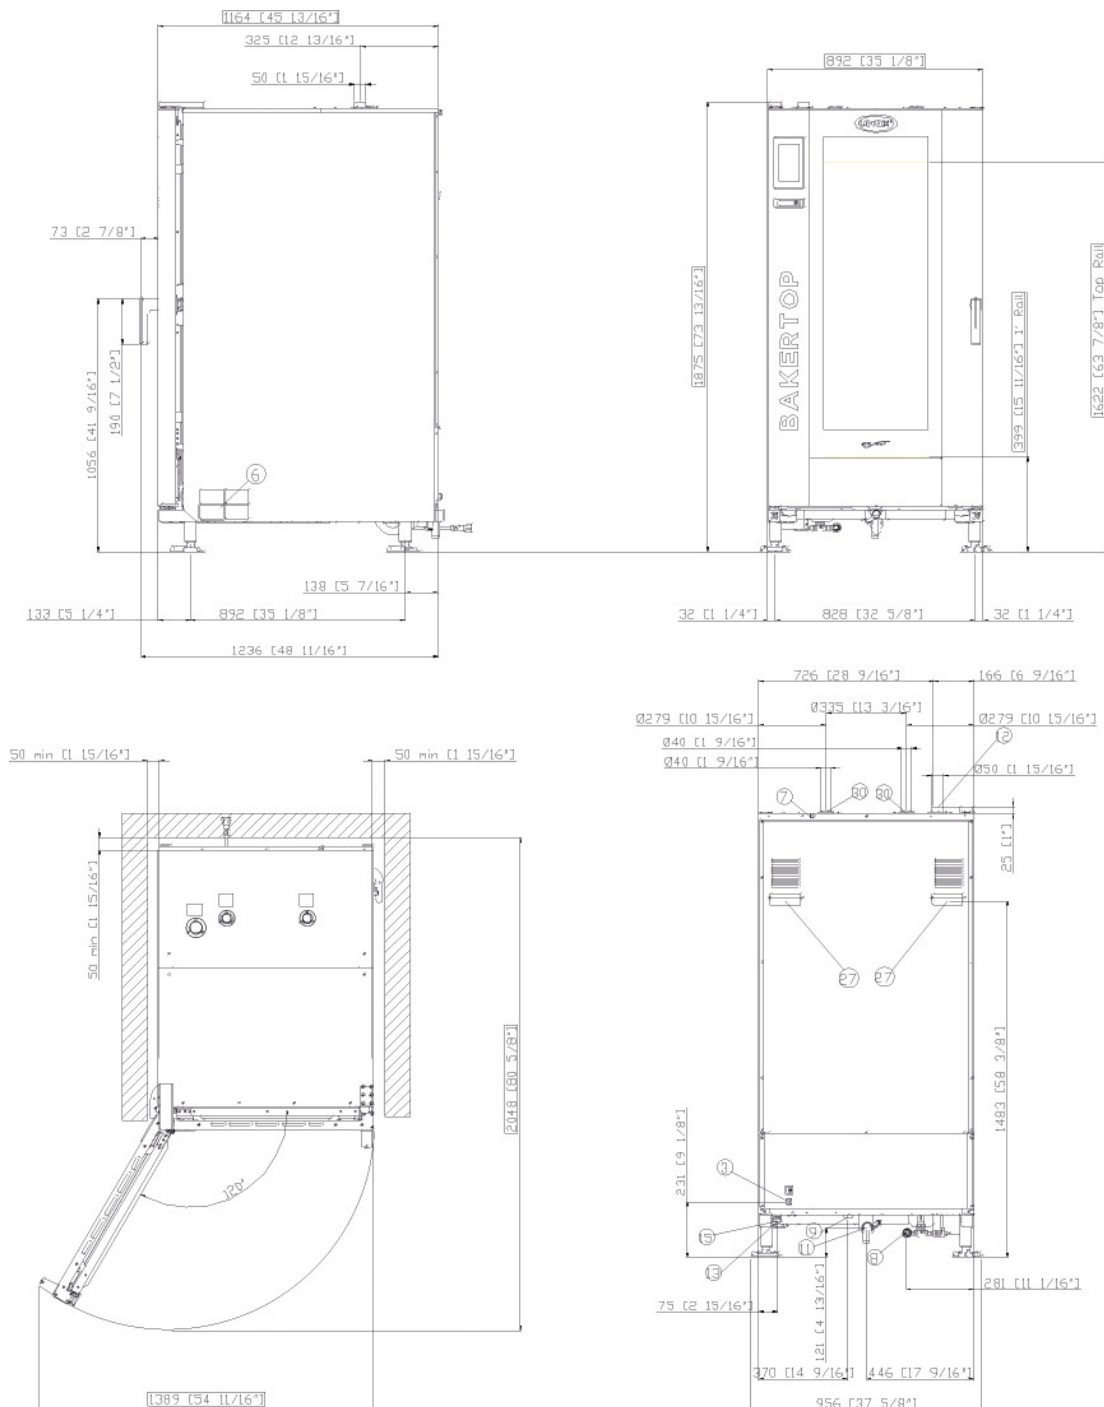 1164 [45 13/16"]
325 [12 13/16"]
50 [1 15/16"]
73 [2 7/8"]
1056 [41 9/16"]
190 [7 1/2"]
6
138 [5 7/16"]
133 [5 1/4"]
892 [35 1/8"]
1236 [48 11/16"]
892 [35 1/8"]
UNOX
BAKERTOP
1875 [73 13/16"]
399 [15 11/16"] 1' Rail
1622 [63 7/8"] Top Rail
32 [1 1/4"]
828 [32 5/8"]
32 [1 1/4"]
50 min [1 15/16"]
50 min [1 15/16"]
50 min [1 15/16"]
2048 [80 5/8"]
120°
1389 [54 11/16"]
726 [28 9/16"]
166 [6 9/16"]
Ø335 [13 3/16"]
Ø279 [10 15/16"]
Ø279 [10 15/16"]
Ø40 [1 9/16"]
12
Ø40 [1 9/16"]
Ø50 [1 15/16"]
7
30
30
25 [1"]
27
27
1483 [58 3/8"]
231 [9 1/8"]
3
15
9
11
8
13
75 [2 15/16"]
121 [4 13/16"]
281 [11 1/16"]
370 [14 9/16"]
446 [17 9/16"]
956 [37 5/8"]